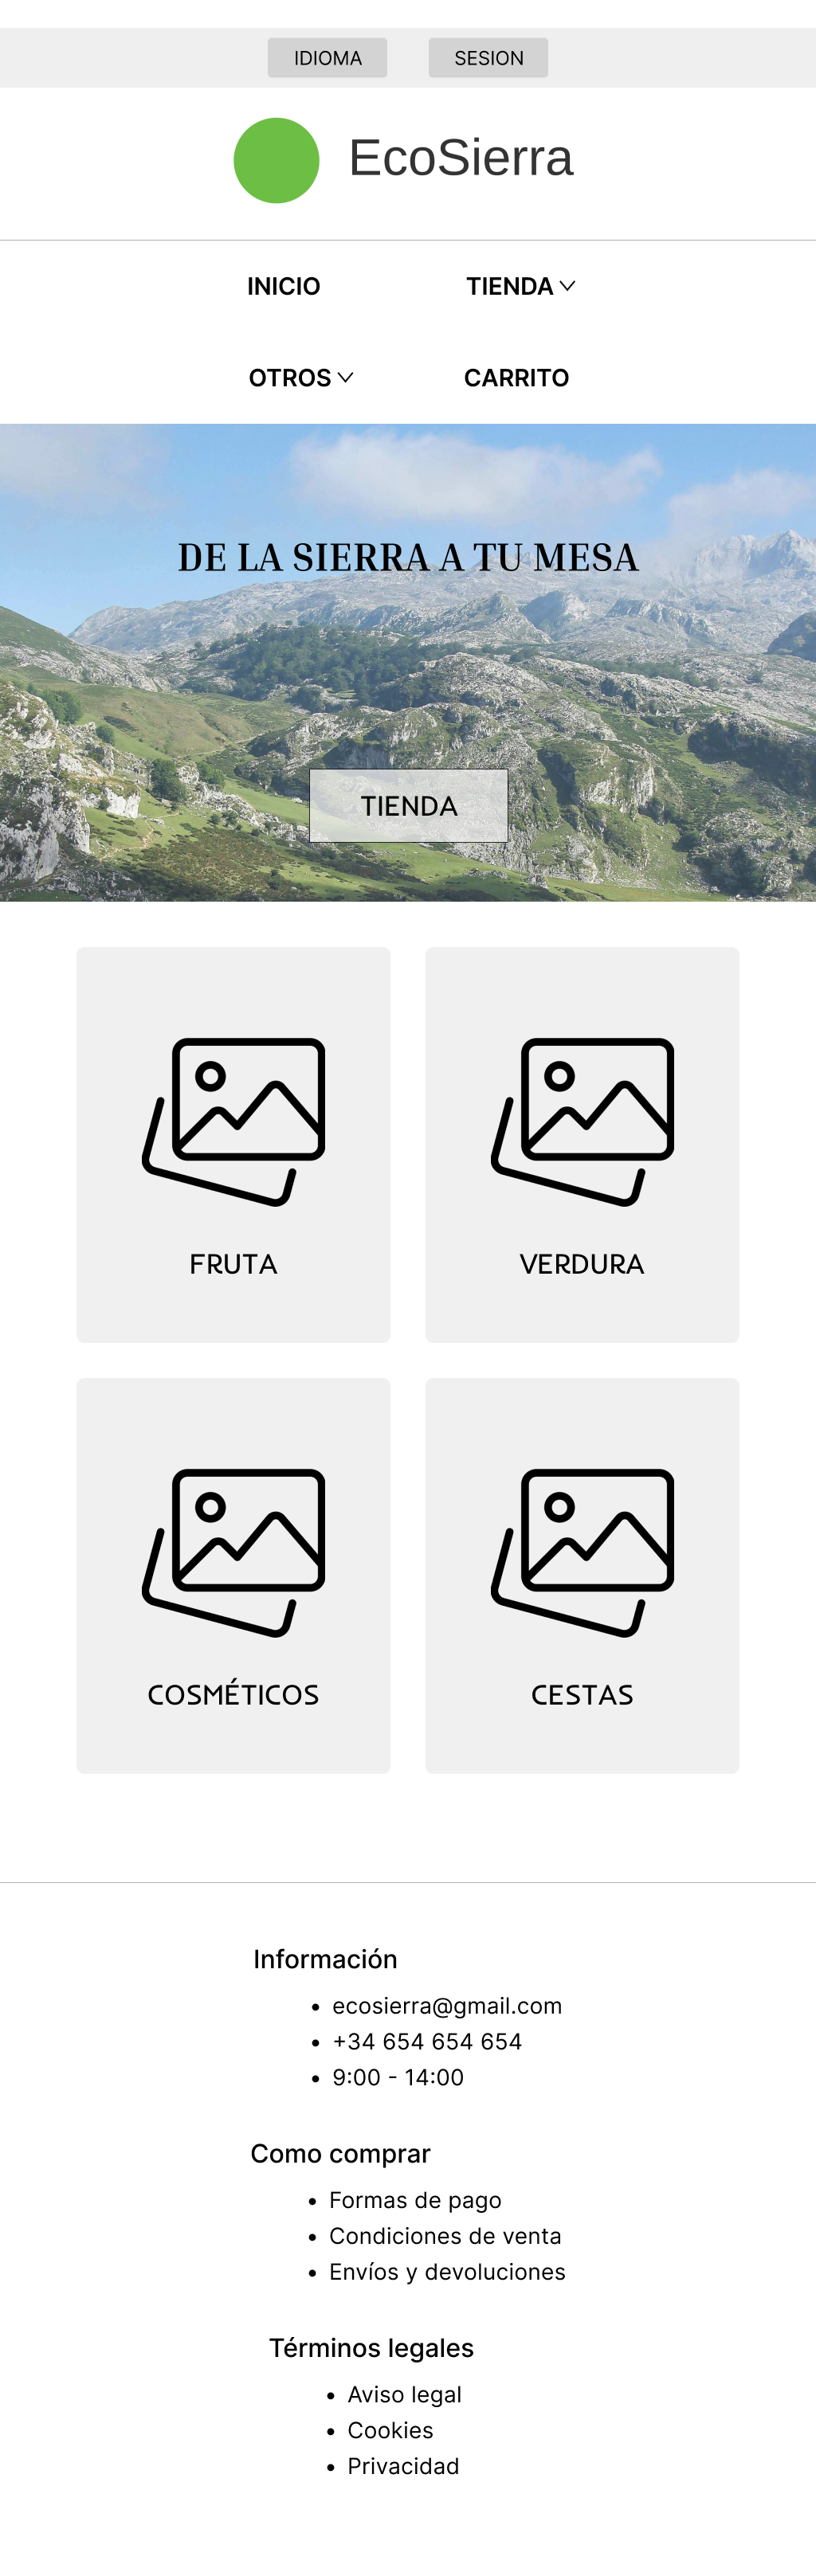 IDIOMA SESION
EcoSierra
INICIO TIENDA
OTROS CARRITO
DE LA SIERRA A TU MESA
TIENDA
FRUTA VERDURA
COSMÉTICOS CESTAS
Información
• ecosierra@gmail.com
• +34 654 654 654
• 9:00 - 14:00
Como comprar
• Formas de pago
• Condiciones de venta
• Envíos y devoluciones
Términos legales
• Aviso legal
• Cookies
• Privacidad